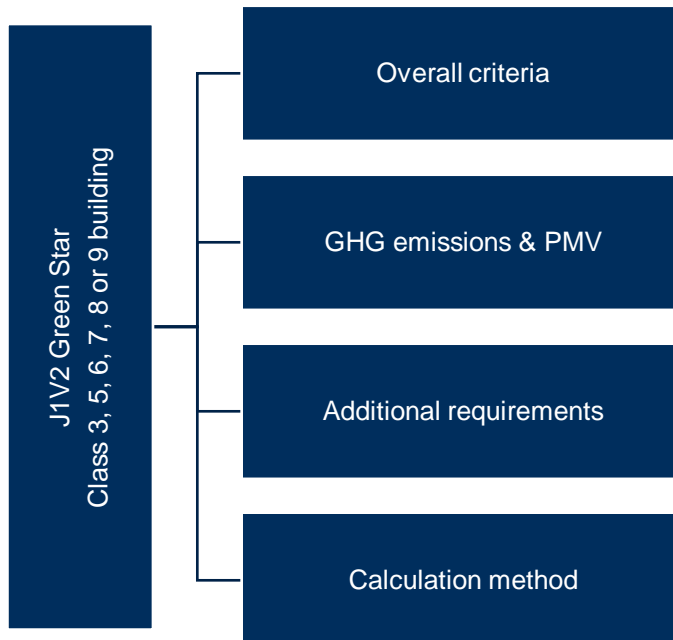 J1V2 Green Star
Class 3, 5, 6, 7, 8 or 9 building
Overall criteria
GHG emissions & PMV
Additional requirements
Calculation method